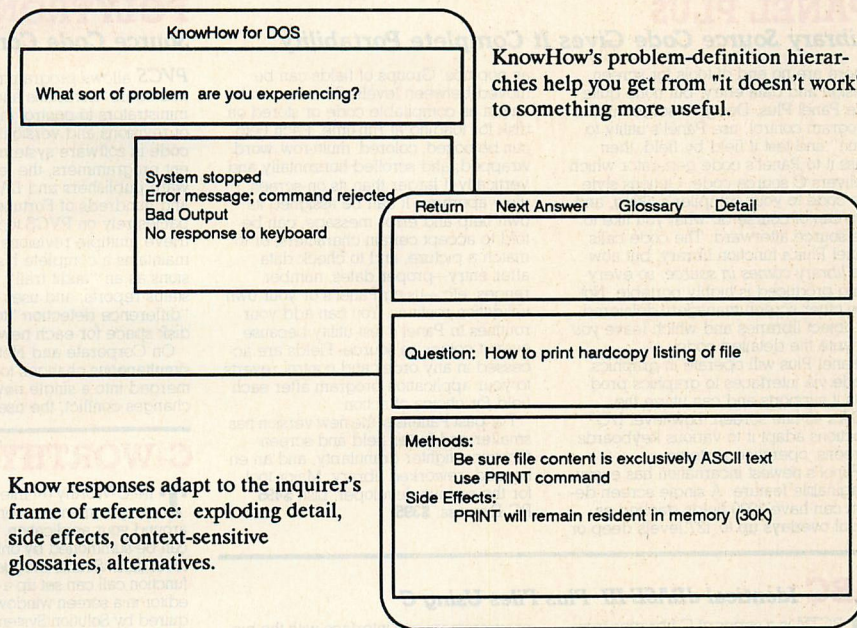 KnowHow for DOS
What sort of problem are you experiencing?
System stopped
Error message; command rejected
Bad Output
No response to keyboard
KnowHow's problem-definition hierar-
chies help you get from "it doesn't work"
to something more useful.
Return Next Answer Glossary Detail
Question: How to print hardcopy listing of file
Methods:
Be sure file content is exclusively ASCII text
use PRINT command
Side Effects:
PRINT will remain resident in memory (30K)
Know responses adapt to the inquirer's
frame of reference: exploding detail,
side effects, context-sensitive
glossaries, alternatives.